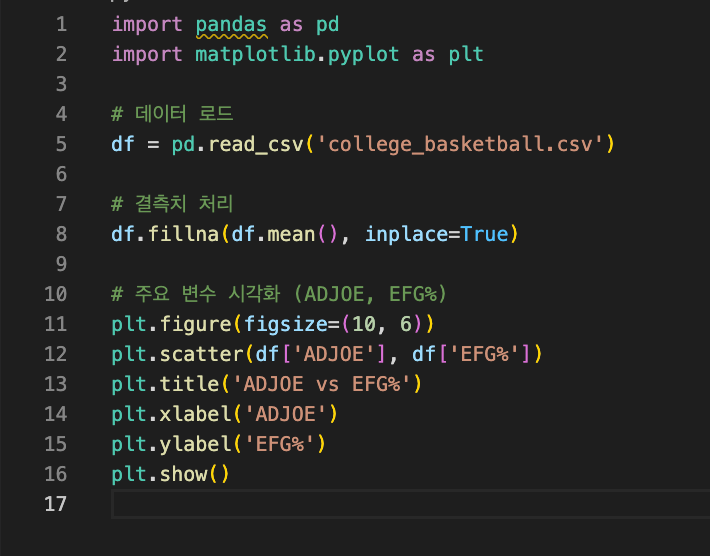 1 import pandas as pd
2 import matplotlib.pyplot as plt
3
4 # 데이터 로드
5 df = pd.read_csv('college_basketball.csv')
6
7 # 결측치 처리
8 df.fillna(df.mean(), inplace=True)
9
10 # 주요 변수 시각화 (ADJOE, EFG%)
11 plt.figure(figsize=(10, 6))
12 plt.scatter(df['ADJOE'], df['EFG%'])
13 plt.title('ADJOE vs EFG%')
14 plt.xlabel('ADJOE')
15 plt.ylabel('EFG%')
16 plt.show()
17